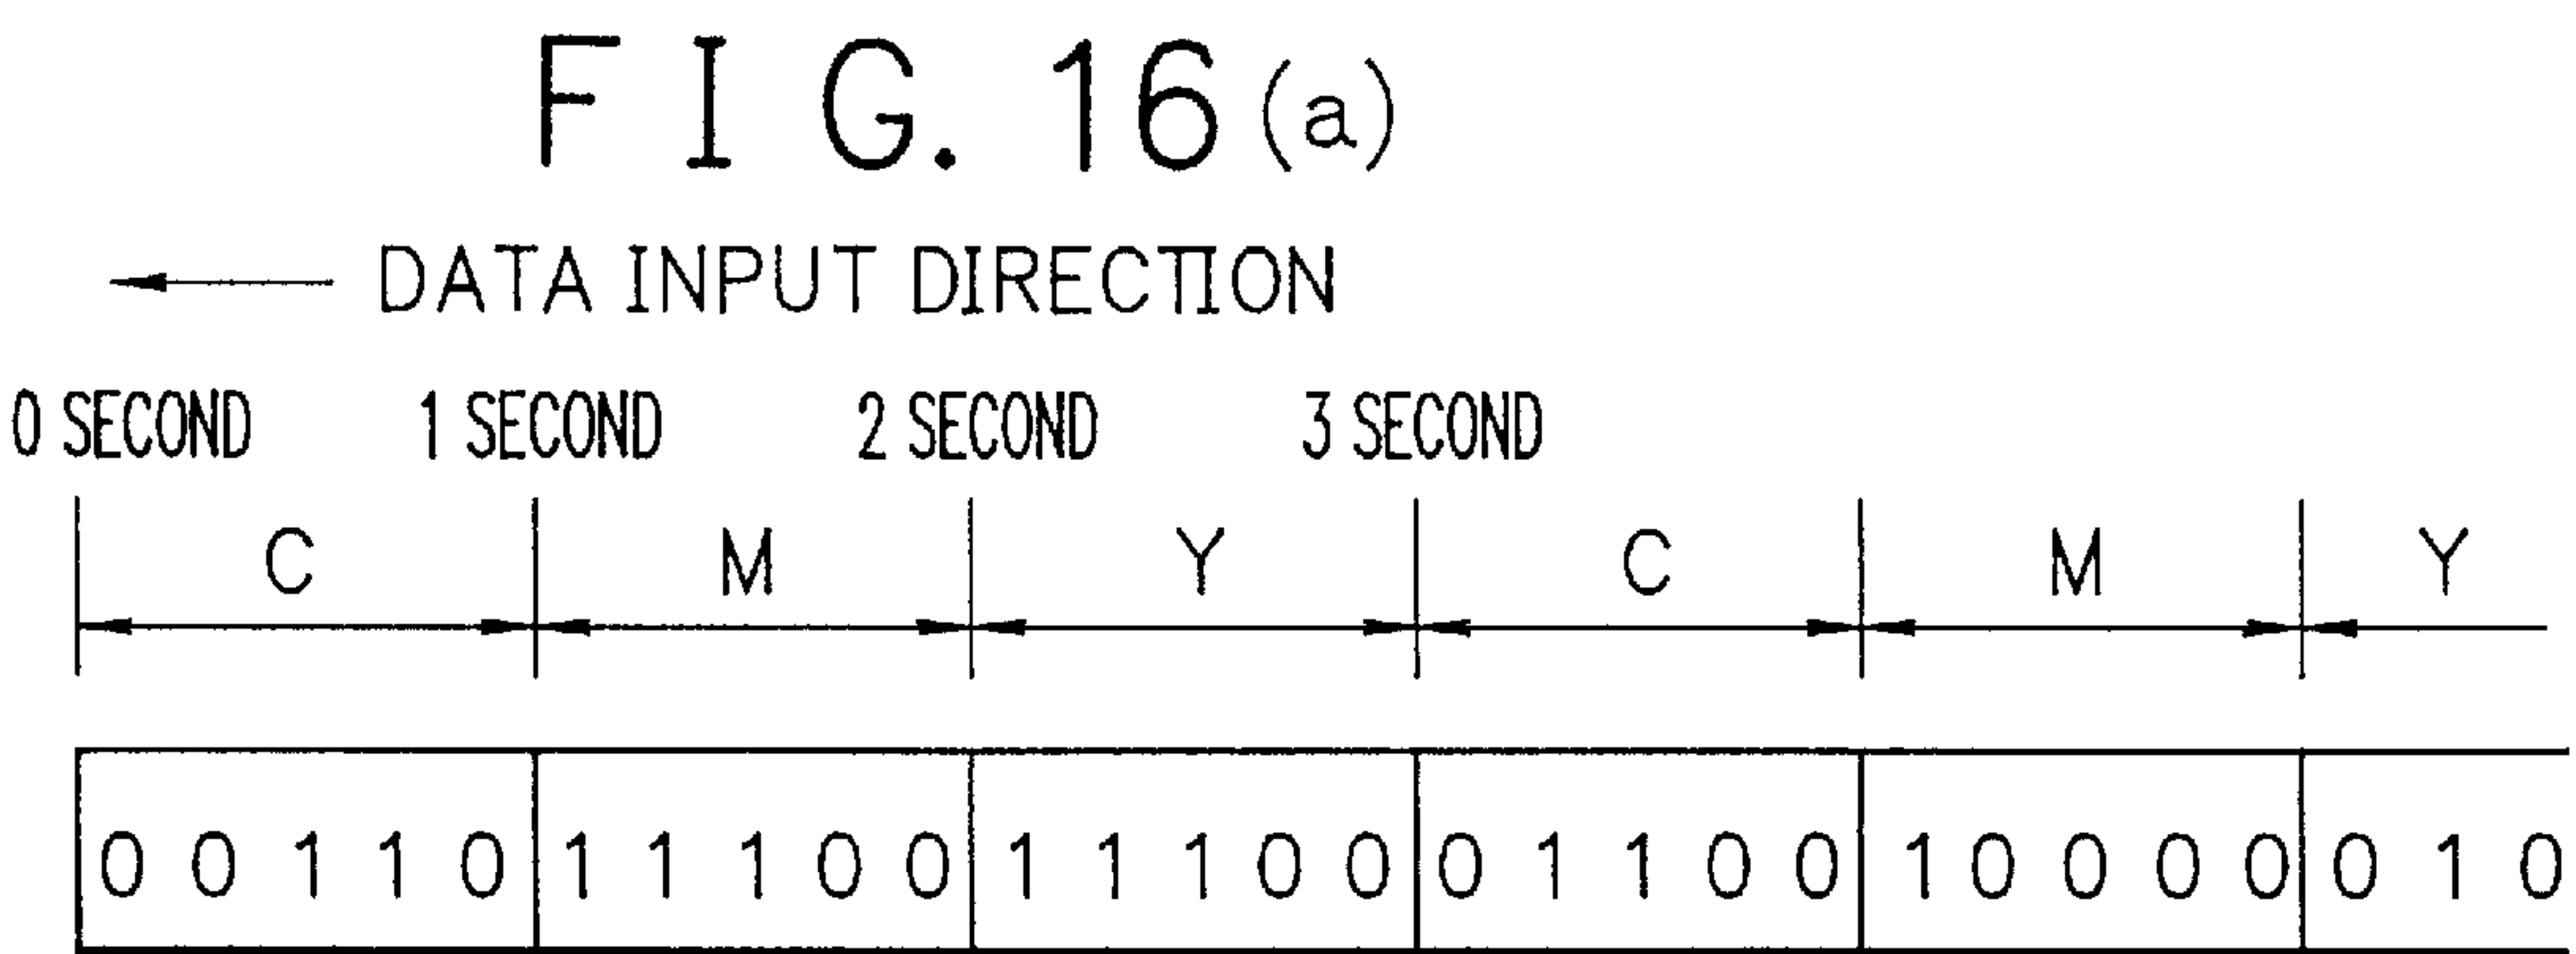 FIG. 16(a)
DATA INPUT DIRECTION
0 SECOND 1 SECOND 2 SECOND 3 SECOND
C M Y C M Y
0 0 1 1 0 1 1 1 0 0 1 1 1 0 0 0 1 1 0 0 1 0 0 0 0 0 1 0